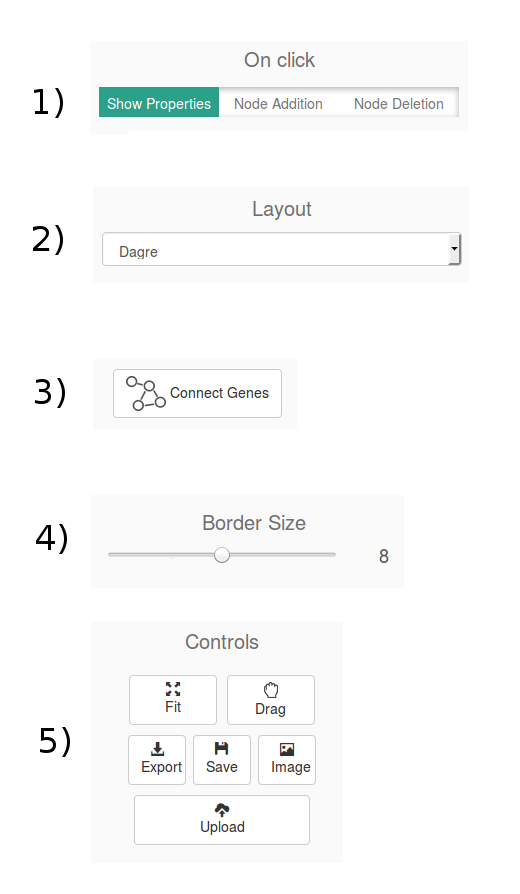 On click
1) Show Properties Node Addition Node Deletion
Layout
2) Dagre
3) Connect Genes
Border Size
4) 8
Controls
Fit Drag
5) Export Save Image
Upload